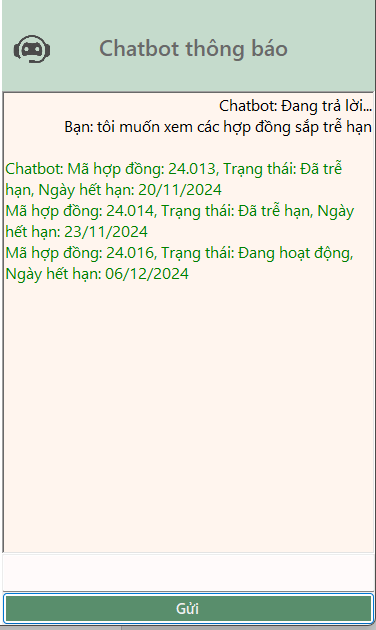 Chatbot thông báo
Chatbot: Đang trả lời...
Bạn: tôi muốn xem các hợp đồng sắp trễ hạn
Chatbot: Mã hợp đồng: 24.013, Trạng thái: Đã trễ
hạn, Ngày hết hạn: 20/11/2024
Mã hợp đồng: 24.014, Trạng thái: Đã trễ hạn, Ngày
hết hạn: 23/11/2024
Mã hợp đồng: 24.016, Trạng thái: Đang hoạt động,
Ngày hết hạn: 06/12/2024
Gửi